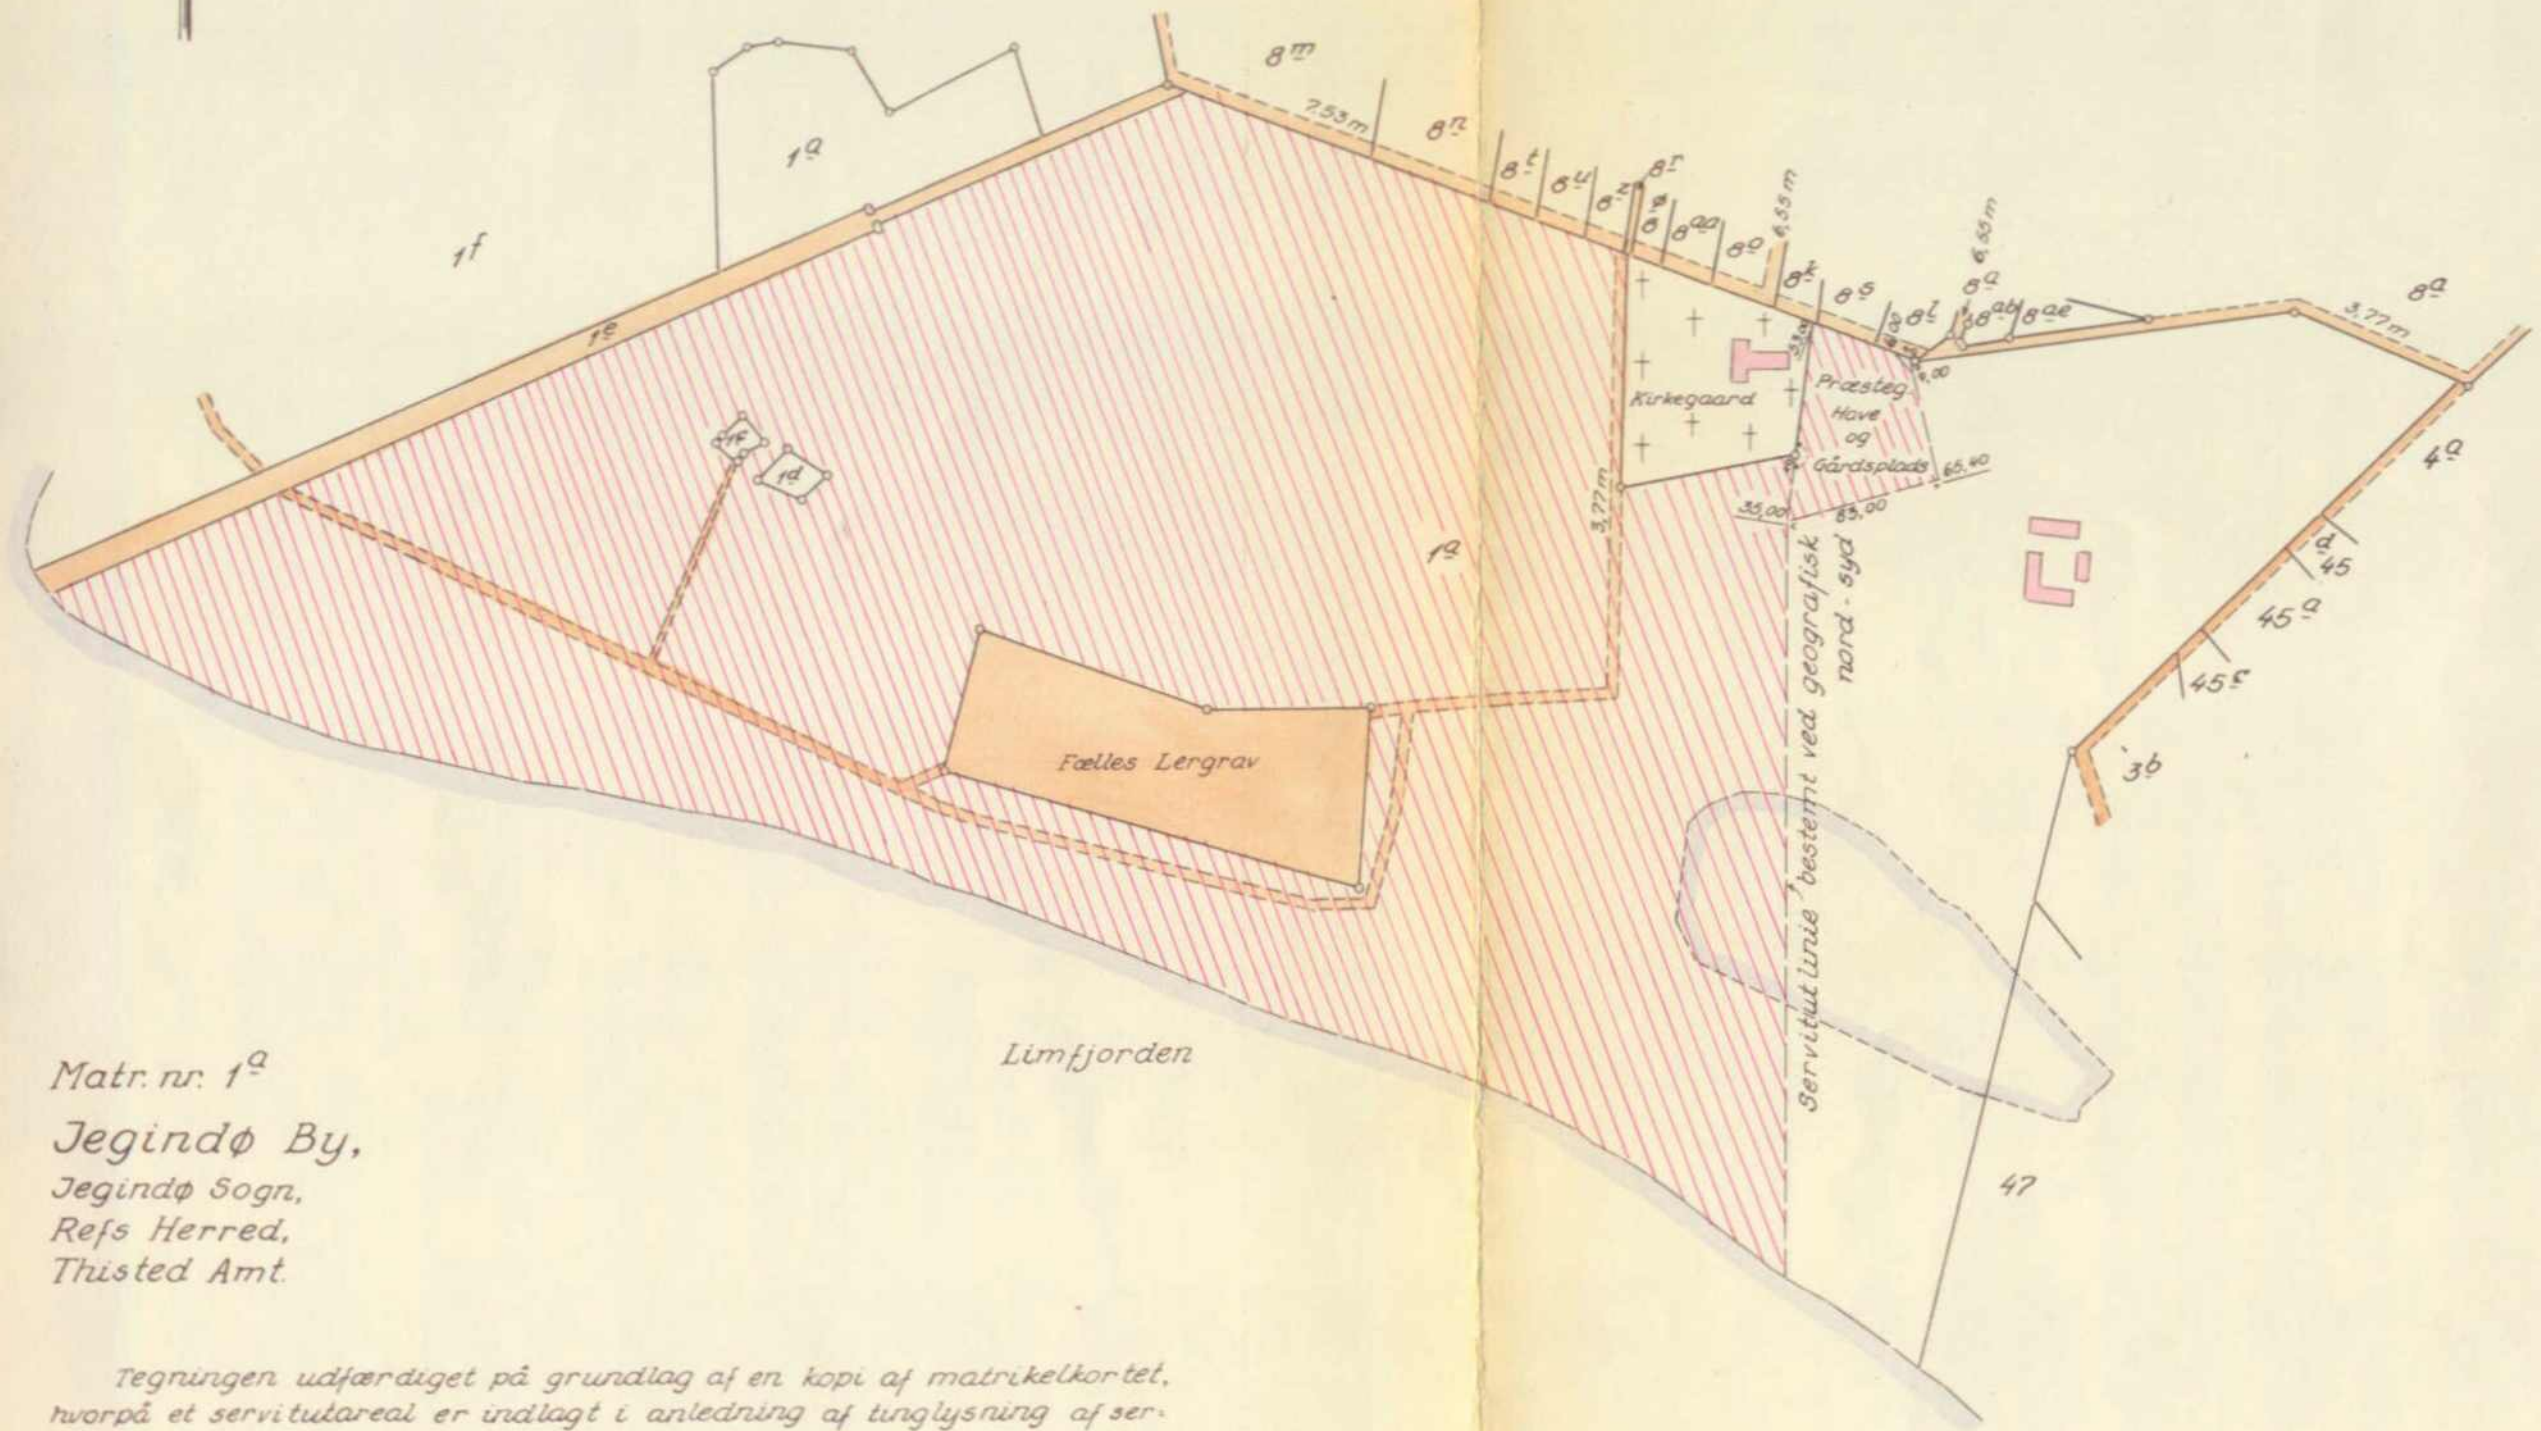 8m
7,53 m
8n
8t
8u
8z
8r
8aa
8o
6,55 m
8k
8s
8l
6,55 m
8a
8ab
8ae
8a
3,77 m
1a
1f
1e
1f
1d
Kirkegaard
Præsteg.
Have
og
Gårdsplads
65,40
35,00
83,00
3,77 m
1a
4a
45d
45a
45c
3b
Fælles Lergrav
Servitutlinie, bestemt ved geografisk
nord - syd
Limfjorden
47
Matr. nr. 1a
Jegindø By,
Jegindø Sogn,
Refs Herred,
Thisted Amt.
Tegningen udfærdiget på grundlag af en kopi af matrikelkortet,
hvorpå et servitutareal er indlagt i anledning af tinglysning af ser-